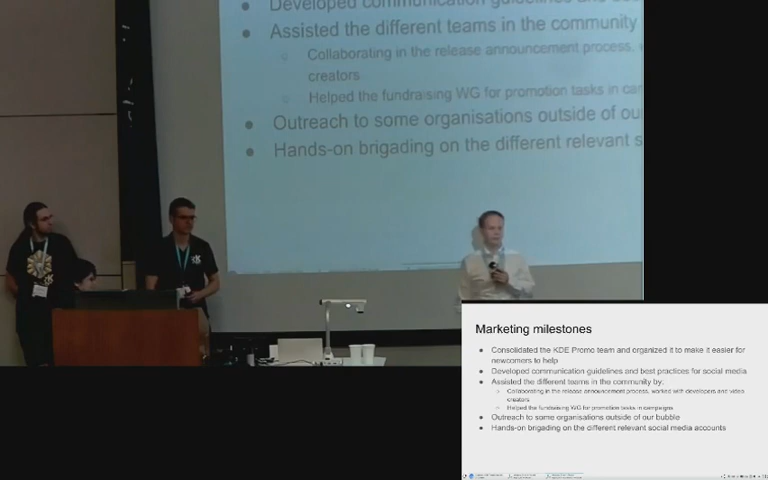 Developed communication guidelines and
Assisted the different teams in the community
Collaborating in the release announcement process,
creators
Helped the fundraising WG for promotion tasks in
Outreach to some organisations outside of
Hands-on brigading on the different relevant
Marketing milestones
Consolidated the KDE Promo team and organized it to make it easier for
newcomers to help
Developed communication guidelines and best practices for social media
Assisted the different teams in the community by:
Collaborating in the release announcement process, worked with developers and video
creators
Helped the fundraising WG for promotion tasks in campaigns
Outreach to some organisations outside of our bubble
Hands-on brigading on the different relevant social media accounts